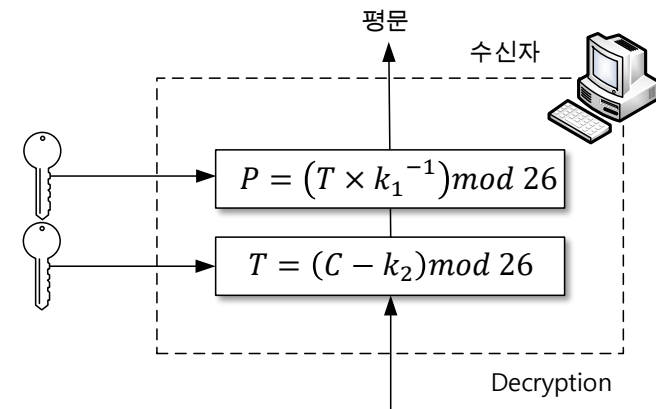 평문
수신자
P = (T × k₁⁻¹)mod 26
T = (C − k₂)mod 26
Decryption